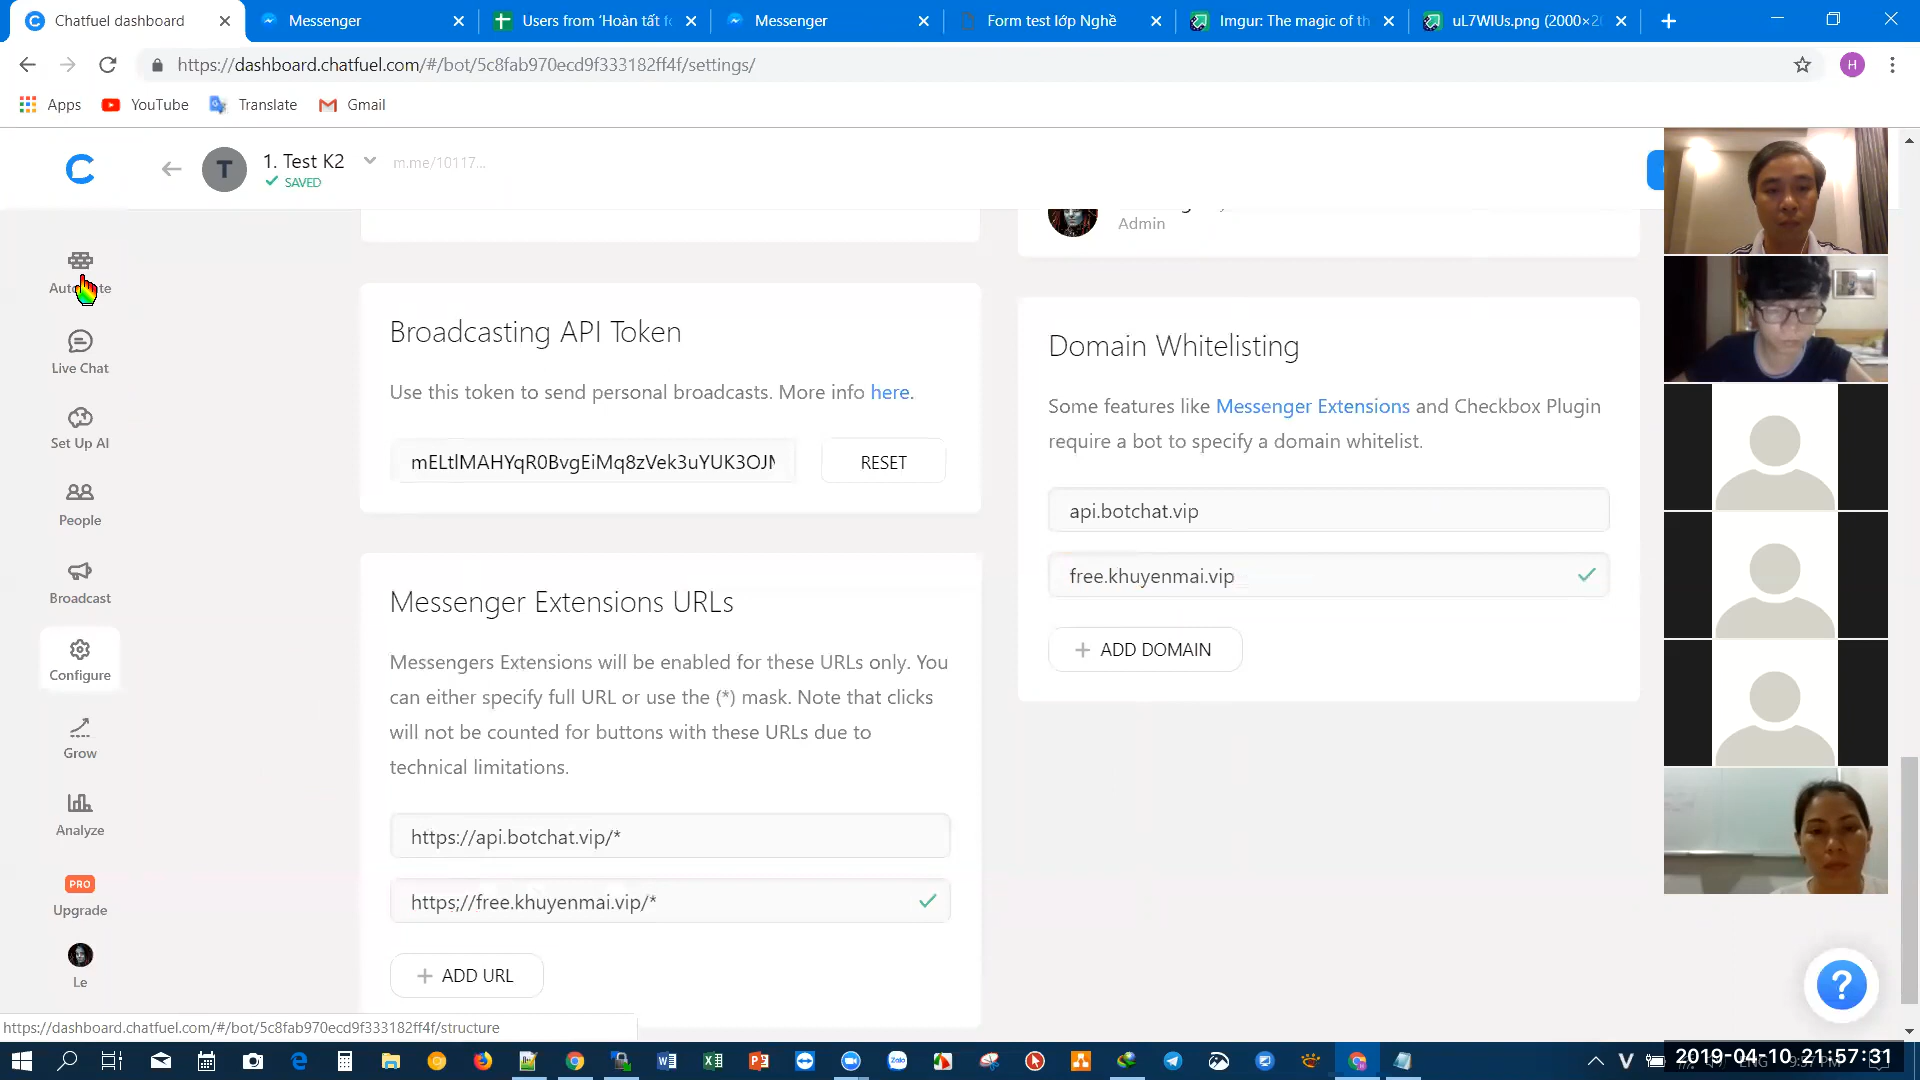 Chatfuel dashboard
Messenger
Users from 'Hoàn tất
Messenger
Form test lớp Nghề
Imgur: The magic of th
uL7WIUs.png (2000×20
https://dashboard.chatfuel.com/#/bot/5c8fab970ecd9f333182ff4f/settings/
H
Apps
YouTube
Translate
Gmail
T
1. Test K2
m.me/10117...
SAVED
Admin
Automate
Live Chat
Set Up AI
People
Broadcast
Configure
Grow
Analyze
PRO
Upgrade
Le
Broadcasting API Token
Use this token to send personal broadcasts. More info here.
mELtlMAHYqR0BvgEiMq8zVek3uYUK3OJM
RESET
Messenger Extensions URLs
Messengers Extensions will be enabled for these URLs only. You
can either specify full URL or use the (*) mask. Note that clicks
will not be counted for buttons with these URLs due to
technical limitations.
https://api.botchat.vip/*
https;//free.khuyenmai.vip/*
+ ADD URL
Domain Whitelisting
Some features like Messenger Extensions and Checkbox Plugin
require a bot to specify a domain whitelist.
api.botchat.vip
free.khuyenmai.vip
+ ADD DOMAIN
?
https://dashboard.chatfuel.com/#/bot/5c8fab970ecd9f333182ff4f/structure
2019-04-10 21:57:31